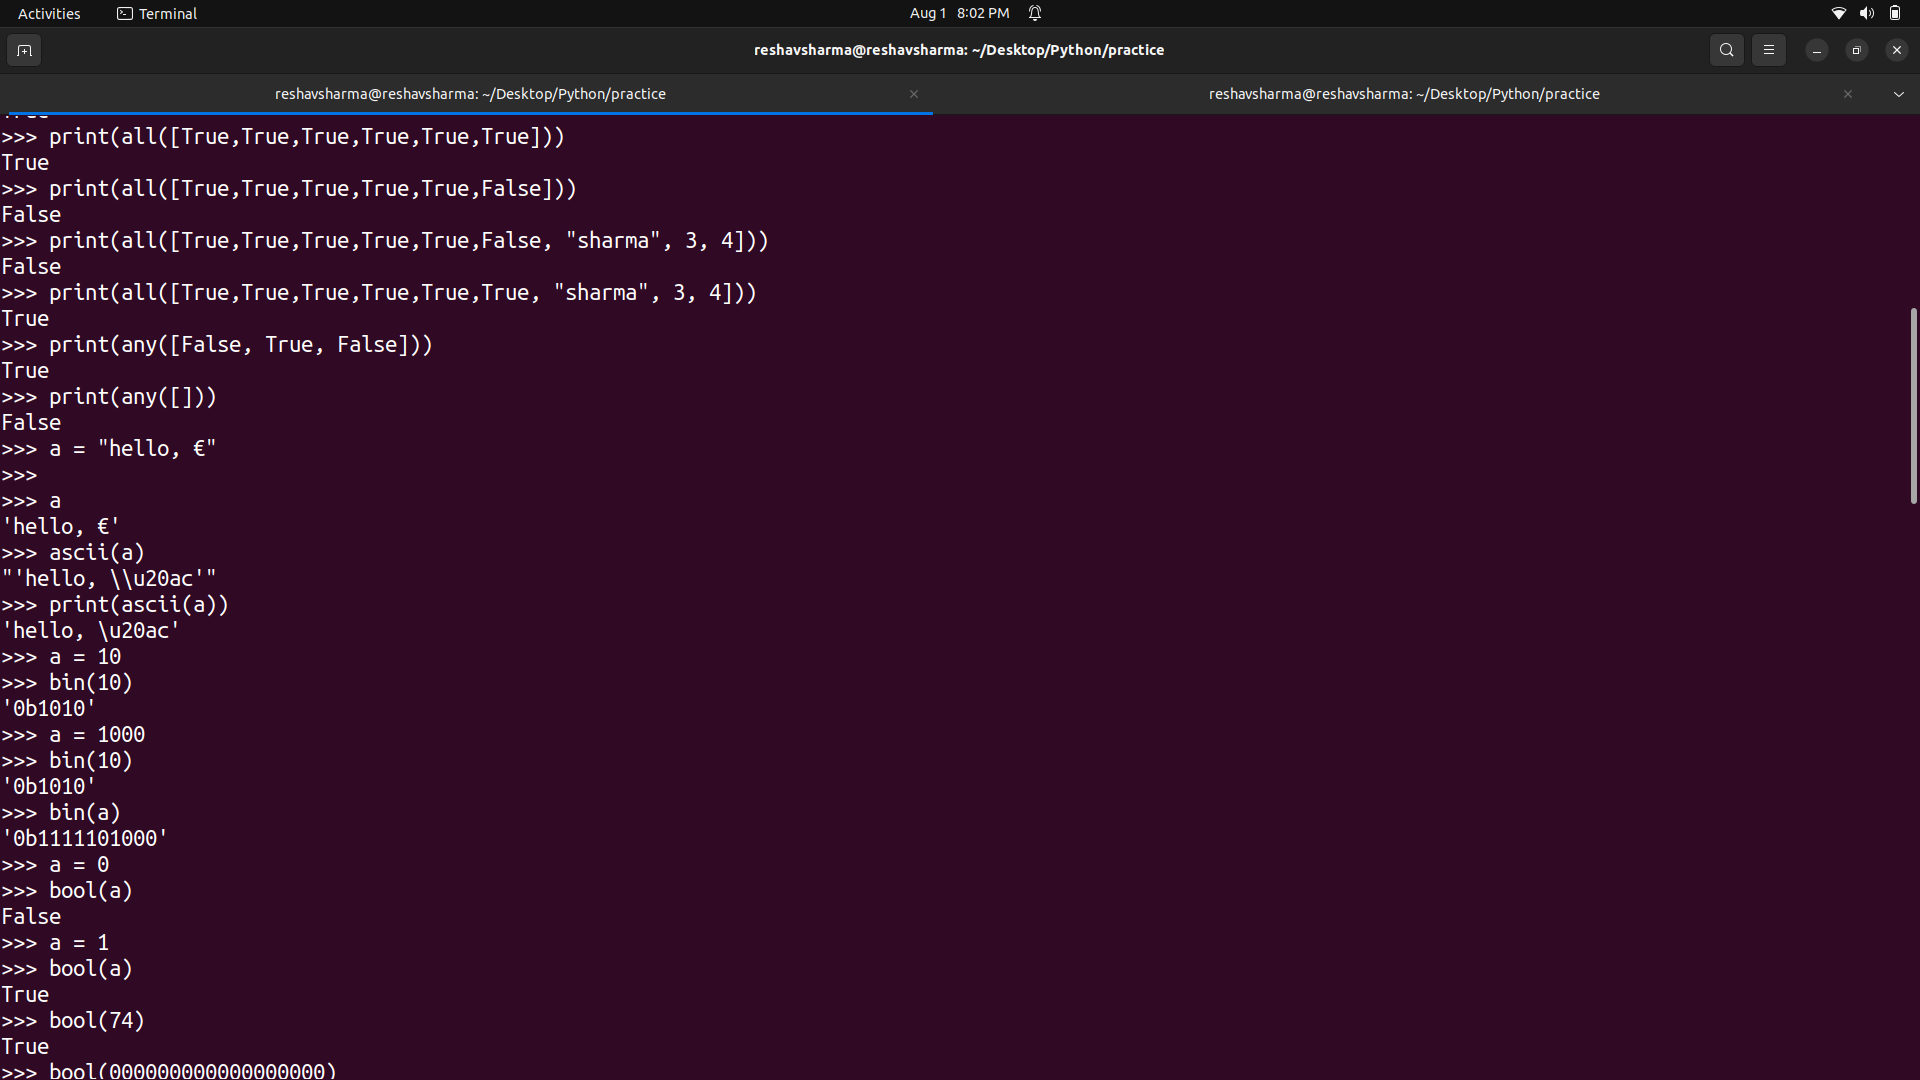 Activities
Terminal
Aug 1 8:02 PM
reshavsharma@reshavsharma: ~/Desktop/Python/practice
reshavsharma@reshavsharma: ~/Desktop/Python/practice
reshavsharma@reshavsharma: ~/Desktop/Python/practice
True
>>> print(all([True,True,True,True,True,True]))
True
>>> print(all([True,True,True,True,True,False]))
False
>>> print(all([True,True,True,True,True,False, "sharma", 3, 4]))
False
>>> print(all([True,True,True,True,True,True, "sharma", 3, 4]))
True
>>> print(any([False, True, False]))
True
>>> print(any([]))
False
>>> a = "hello, €"
>>>
>>> a
'hello, €'
>>> ascii(a)
"'hello, \\u20ac'"
>>> print(ascii(a))
'hello, \u20ac'
>>> a = 10
>>> bin(10)
'0b1010'
>>> a = 1000
>>> bin(10)
'0b1010'
>>> bin(a)
'0b1111101000'
>>> a = 0
>>> bool(a)
False
>>> a = 1
>>> bool(a)
True
>>> bool(74)
True
>>> bool(000000000000000000)